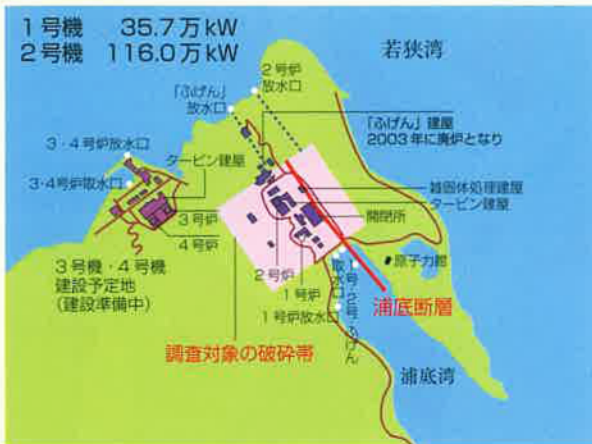 1号機 35.7万kW
2号機 116.0万kW
若狭湾
2号炉
放水口
「ふげん」
放水口
「ふげん」建屋
2003年に廃炉となり
3・4号炉放水口
タービン建屋
3・4号炉取水口
雑固体処理建屋
タービン建屋
開閉所
3号炉
4号炉
原子力館
3号機・4号機
建設予定地
(建設準備中)
2号炉
1号炉
1号炉放水口
1号・2号・ふげん
取水口
浦底断層
調査対象の破砕帯
浦底湾